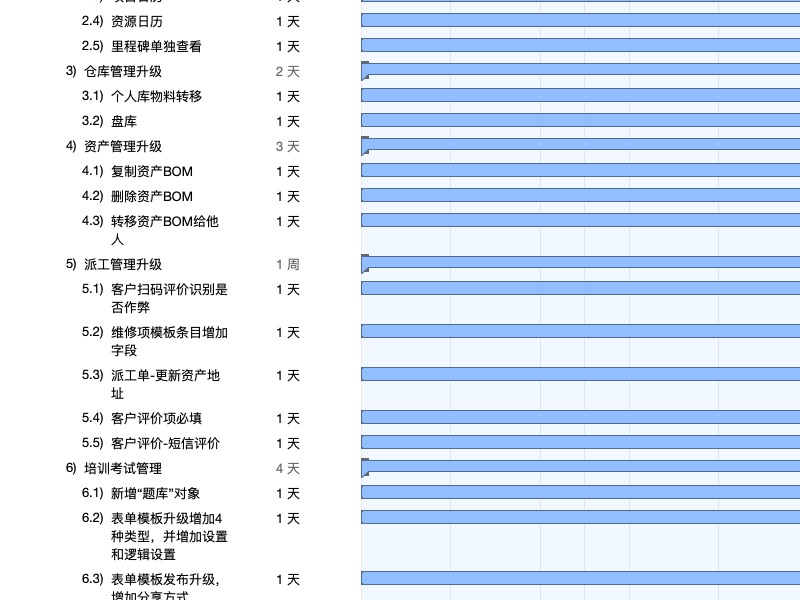 2.4) 资源日历 1 天
2.5) 里程碑单独查看 1 天
3) 仓库管理升级 2 天
3.1) 个人库物料转移 1 天
3.2) 盘库 1 天
4) 资产管理升级 3 天
4.1) 复制资产BOM 1 天
4.2) 删除资产BOM 1 天
4.3) 转移资产BOM给他 1 天
人
5) 派工管理升级 1 周
5.1) 客户扫码评价识别是 1 天
否作弊
5.2) 维修项模板条目增加 1 天
字段
5.3) 派工单-更新资产地 1 天
址
5.4) 客户评价项必填 1 天
5.5) 客户评价-短信评价 1 天
6) 培训考试管理 4 天
6.1) 新增“题库”对象 1 天
6.2) 表单模板升级增加4 1 天
种类型，并增加设置
和逻辑设置
6.3) 表单模板发布升级， 1 天
增加分享方式